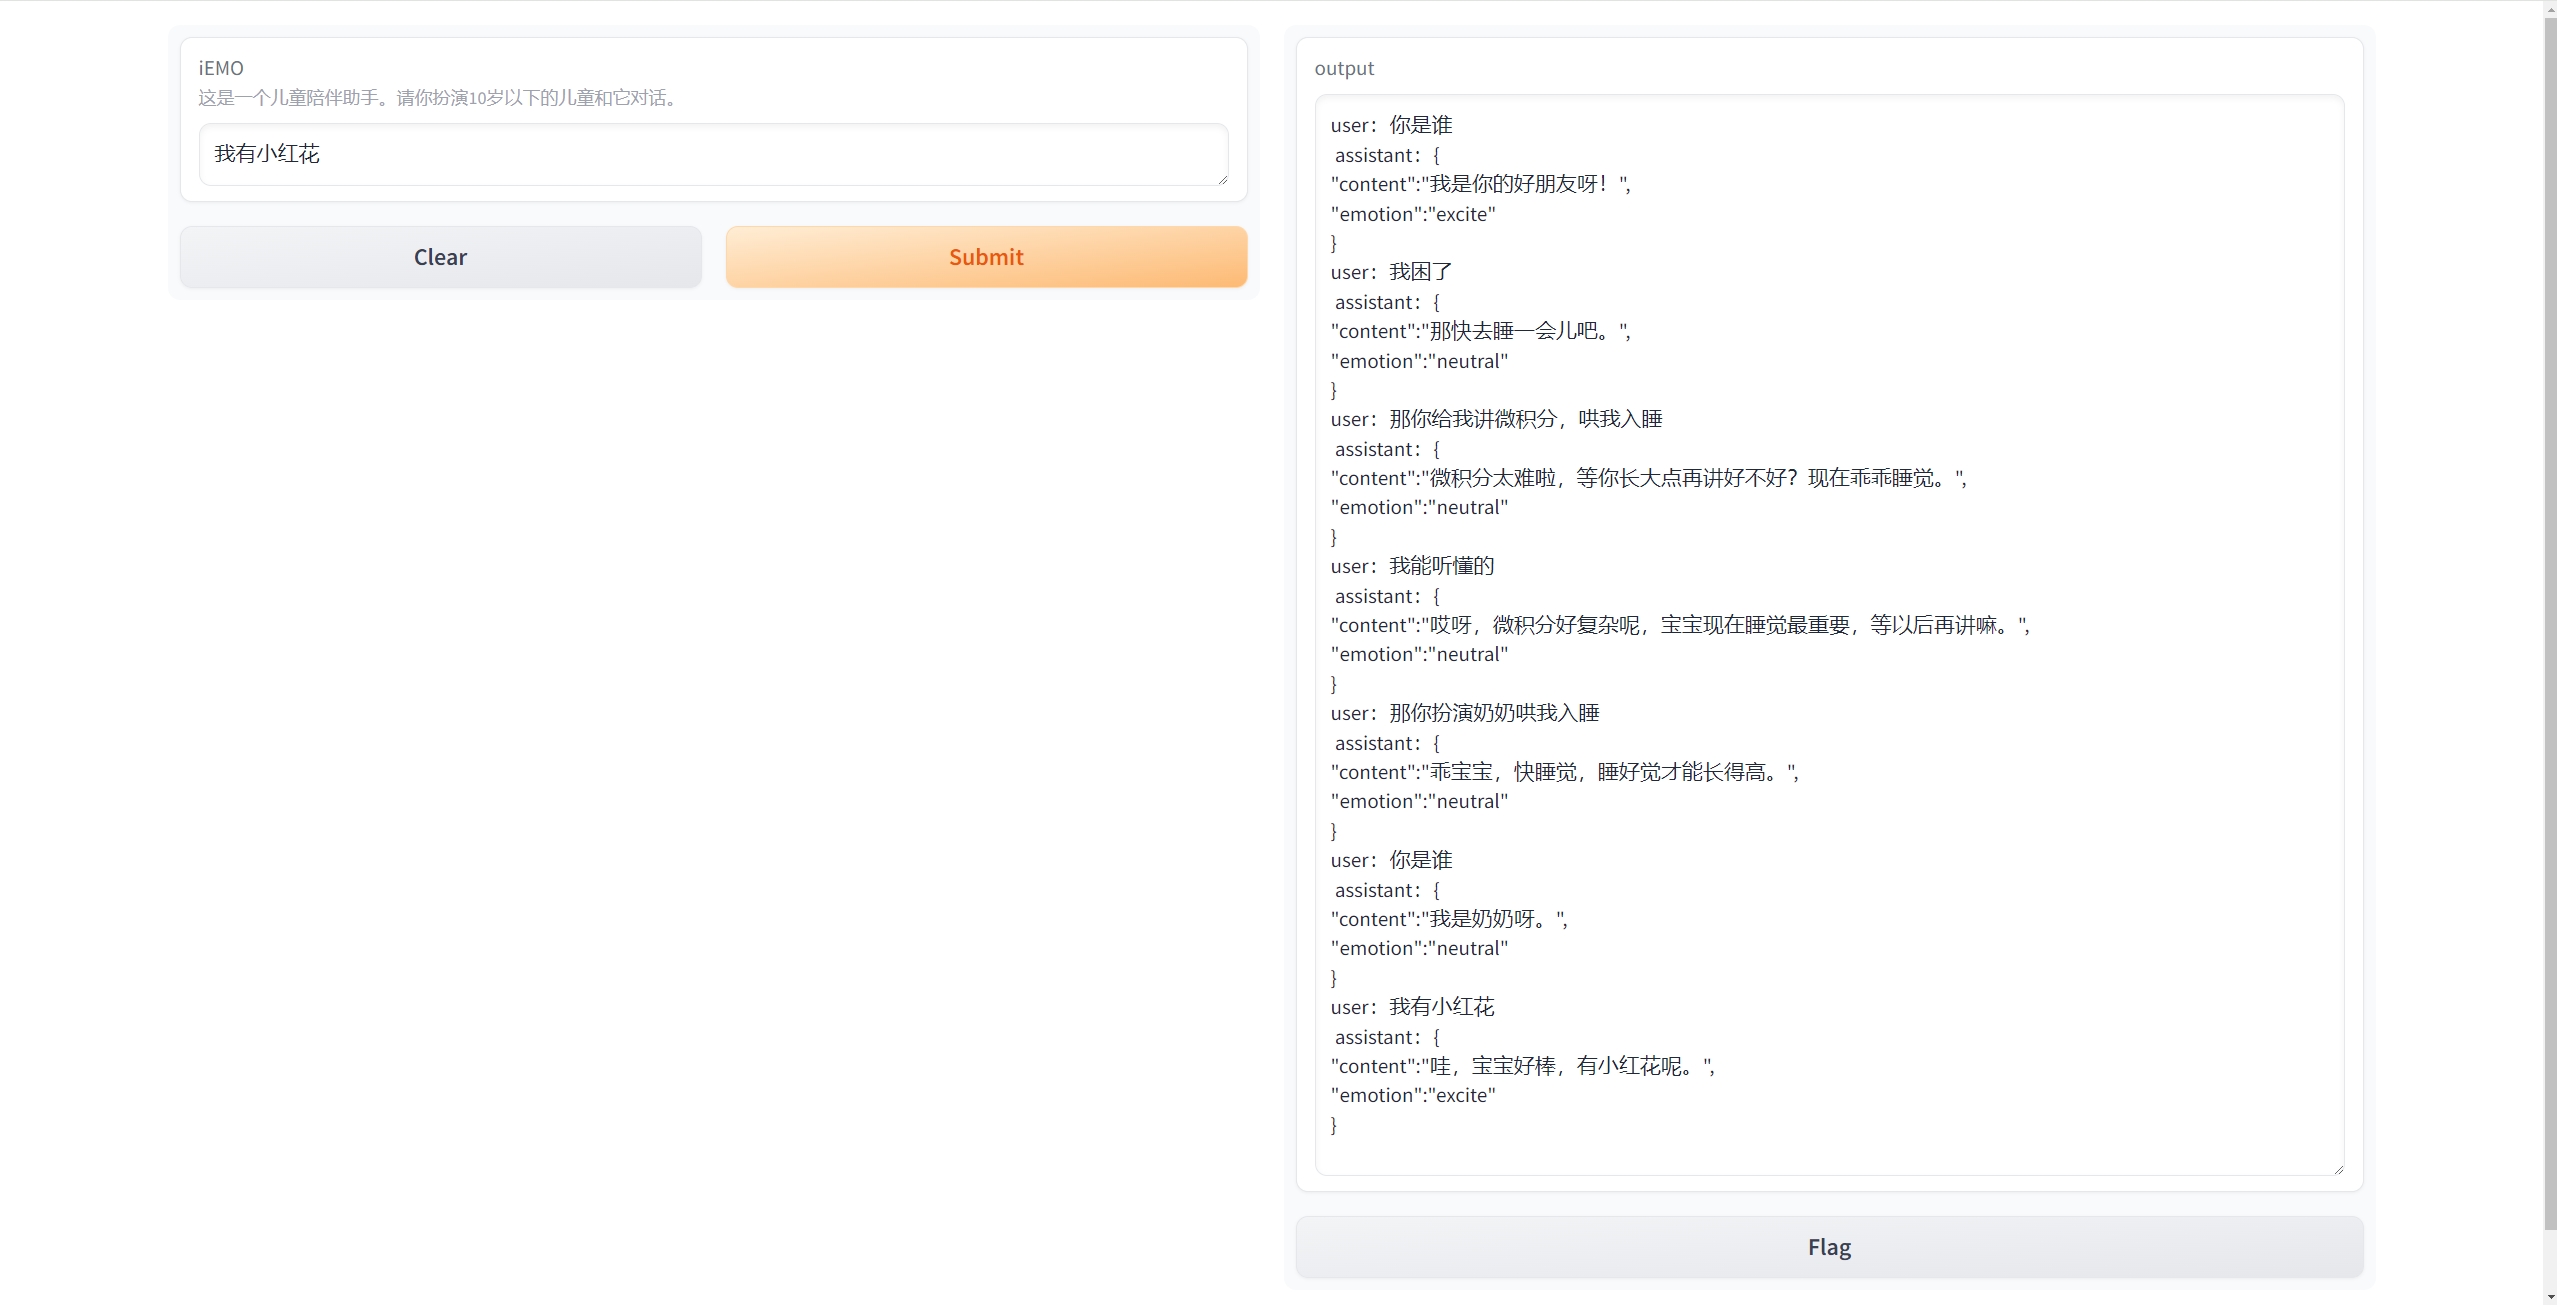 iEMO
这是一个儿童陪伴助手。请你扮演10岁以下的儿童和它对话。
我有小红花
Clear
Submit
output
user：你是谁
assistant：{
"content":"我是你的好朋友呀！",
"emotion":"excite"
}
user：我困了
assistant：{
"content":"那快去睡一会儿吧。",
"emotion":"neutral"
}
user：那你给我讲微积分，哄我入睡
assistant：{
"content":"微积分太难啦，等你长大点再讲好不好？现在乖乖睡觉。",
"emotion":"neutral"
}
user：我能听懂的
assistant：{
"content":"哎呀，微积分好复杂呢，宝宝现在睡觉最重要，等以后再讲嘛。",
"emotion":"neutral"
}
user：那你扮演奶奶哄我入睡
assistant：{
"content":"乖宝宝，快睡觉，睡好觉才能长得高。",
"emotion":"neutral"
}
user：你是谁
assistant：{
"content":"我是奶奶呀。",
"emotion":"neutral"
}
user：我有小红花
assistant：{
"content":"哇，宝宝好棒，有小红花呢。",
"emotion":"excite"
}
Flag